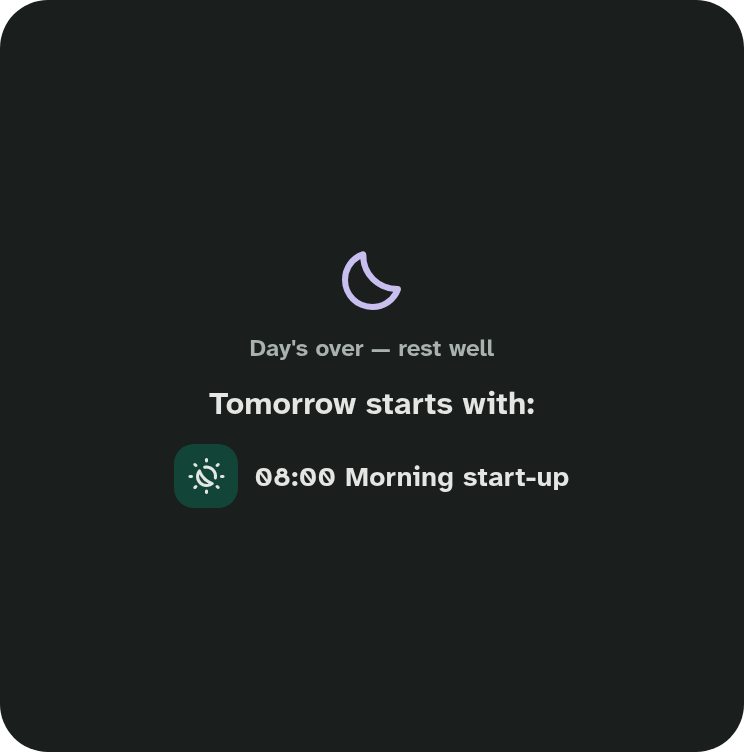 Day's over — rest well
Tomorrow starts with:
08:00 Morning start-up